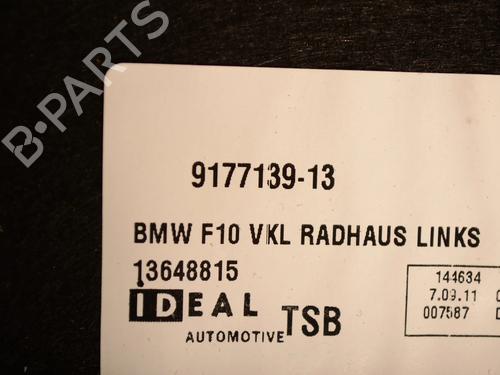 B·PARTS
9177139-13
BMW F10 VKL RADHAUS LINKS
13648815
IDEAL
AUTOMOTIVE TSB
144634
7.09.11
007587